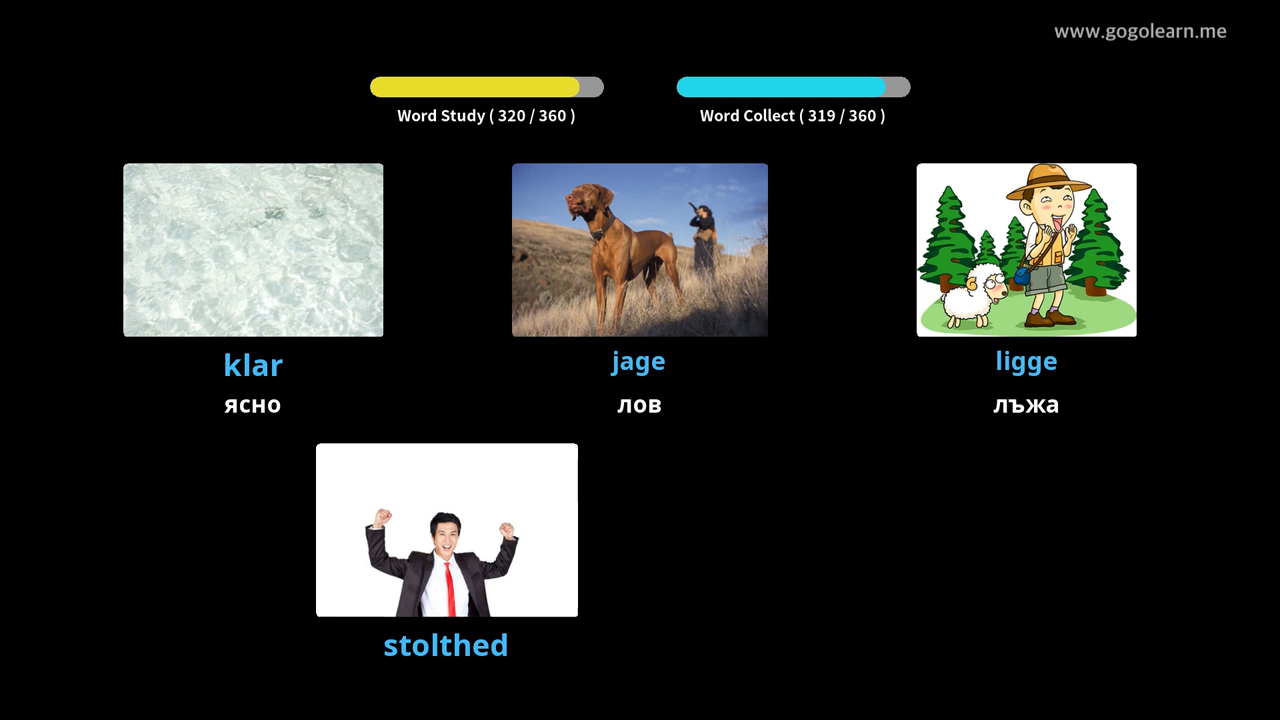 www.gogolearn.me
Word Study ( 320 / 360 )
Word Collect ( 319 / 360 )
klar
jage
ligge
ясно
лов
лъжа
stolthed